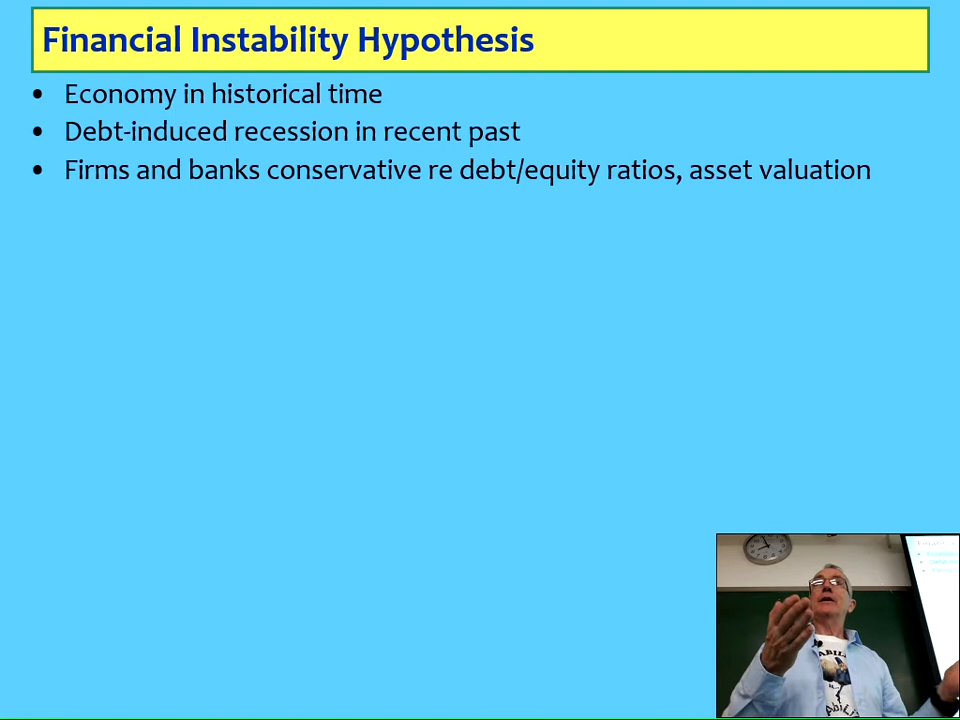 Financial Instability Hypothesis
• Economy in historical time
• Debt-induced recession in recent past
• Firms and banks conservative re debt/equity ratios, asset valuation